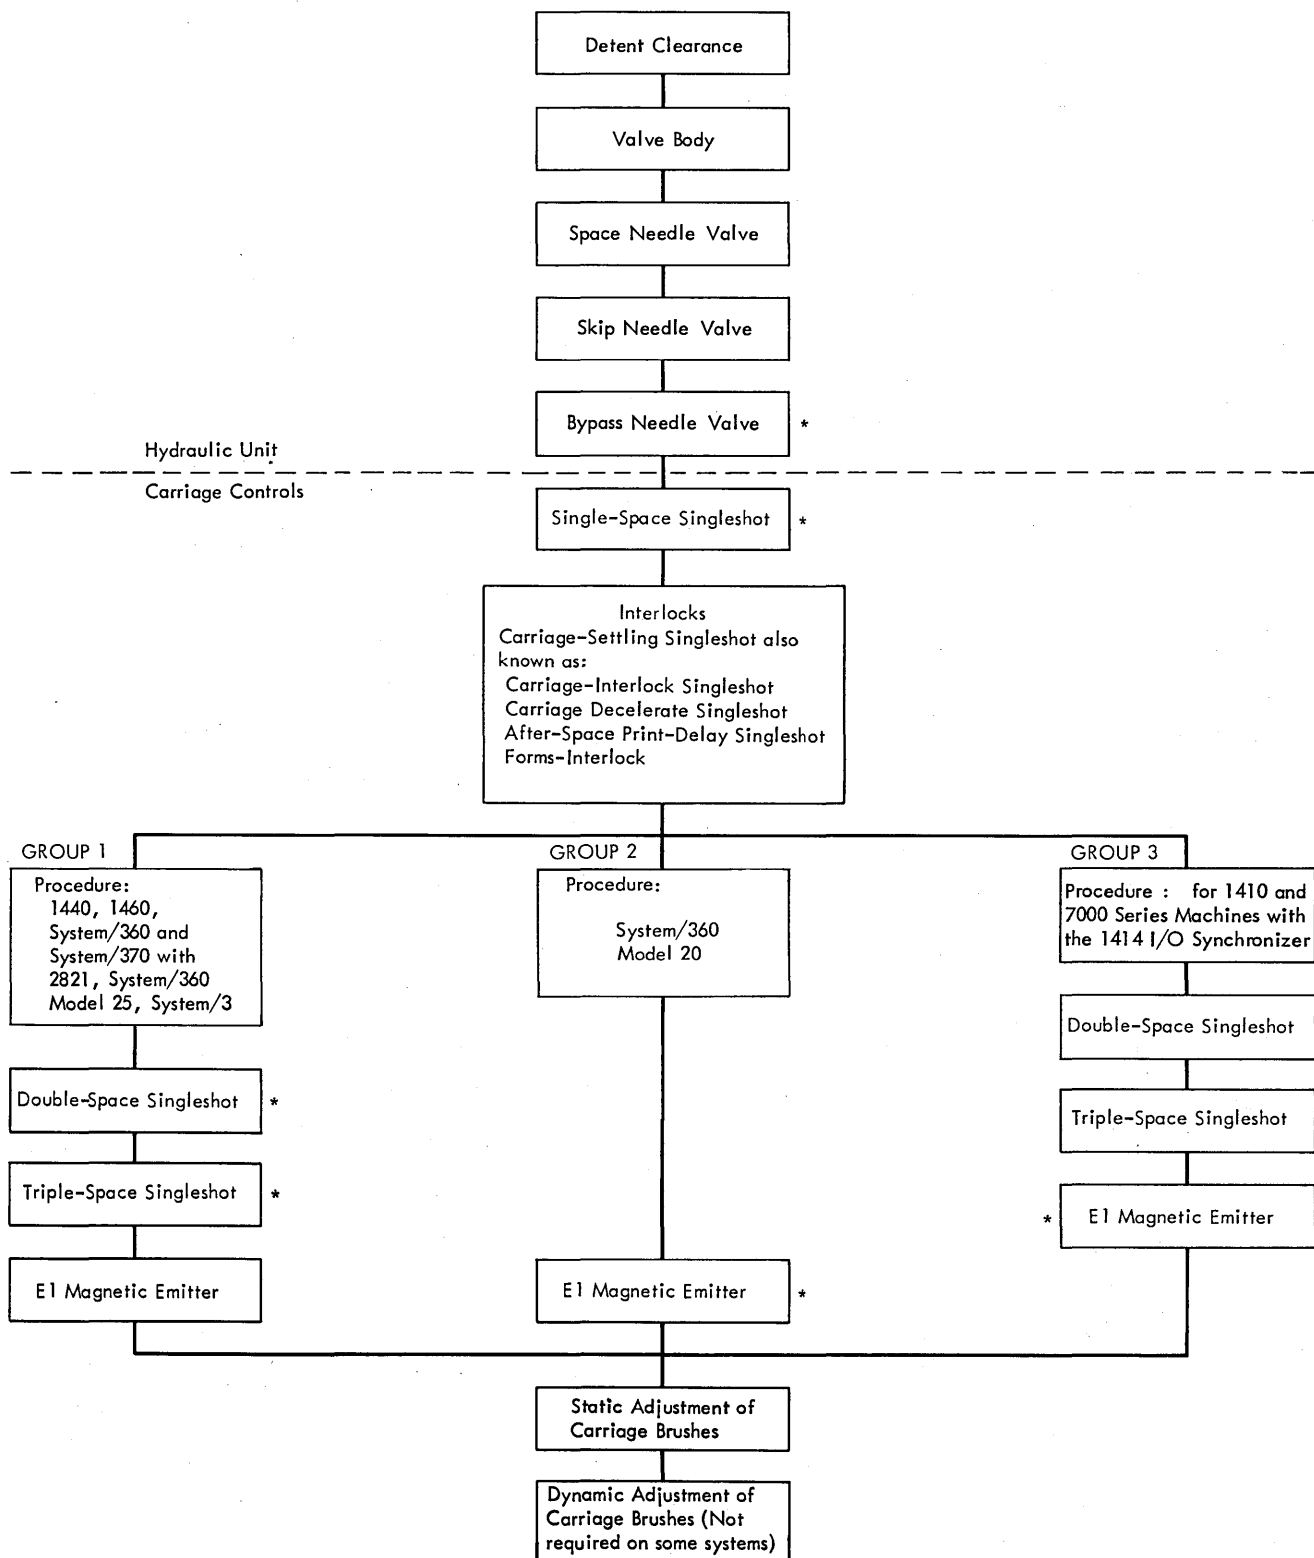 Detent Clearance
Valve Body
Space Needle Valve
Skip Needle Valve
Bypass Needle Valve *
Hydraulic Unit
Carriage Controls
Single-Space Singleshot *
Interlocks
Carriage-Settling Singleshot also
known as:
Carriage-Interlock Singleshot
Carriage Decelerate Singleshot
After-Space Print-Delay Singleshot
Forms-Interlock
GROUP 1
Procedure:
1440, 1460,
System/360 and
System/370 with
2821, System/360
Model 25, System/3
Double-Space Singleshot *
Triple-Space Singleshot *
E1 Magnetic Emitter
GROUP 2
Procedure:
System/360
Model 20
E1 Magnetic Emitter *
GROUP 3
Procedure : for 1410 and
7000 Series Machines with
the 1414 I/O Synchronizer
Double-Space Singleshot
Triple-Space Singleshot
* E1 Magnetic Emitter
Static Adjustment of
Carriage Brushes
Dynamic Adjustment of
Carriage Brushes (Not
required on some systems)